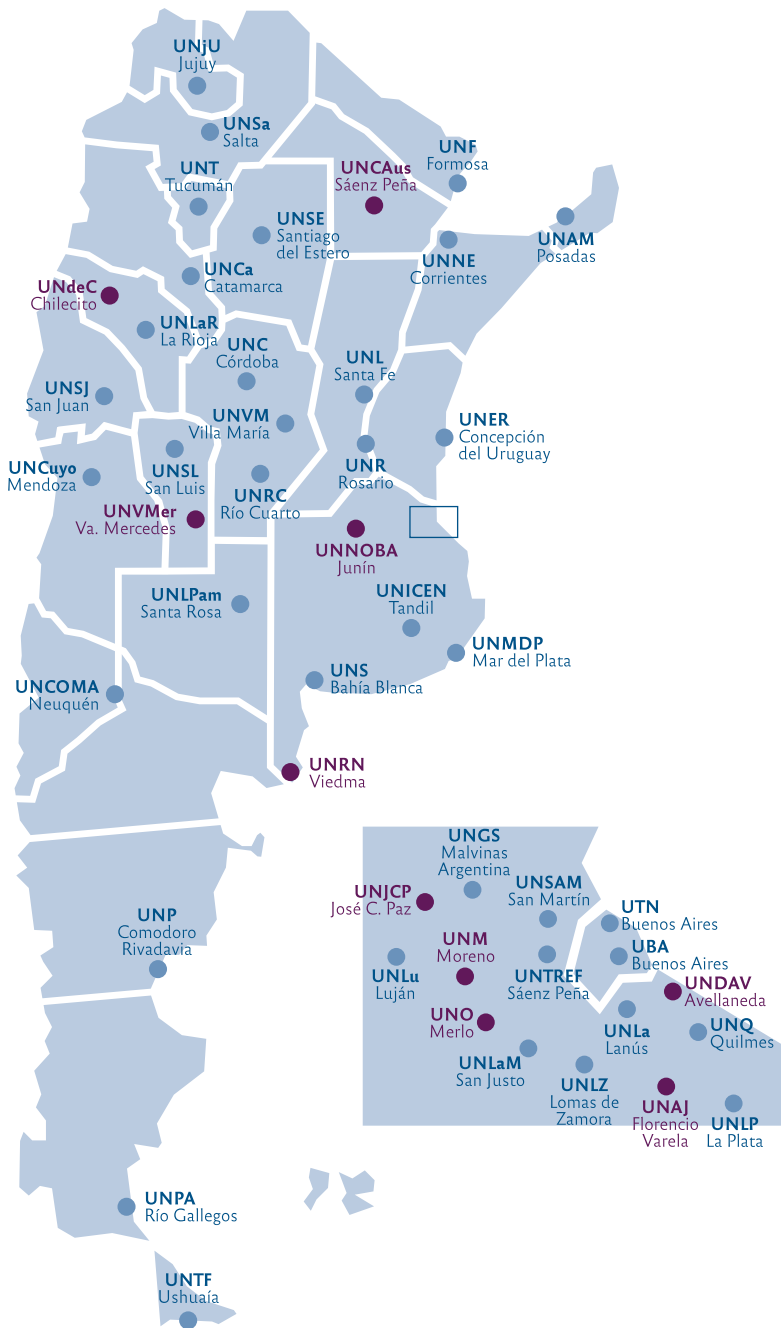 UNjU
Jujuy
UNSa
Salta
UNT
Tucumán
UNCAus
Sáenz Peña
UNF
Formosa
UNSE
Santiago
del Estero
UNAM
Posadas
UNNE
Corrientes
UNCa
Catamarca
UNdeC
Chilecito
UNLaR
La Rioja
UNC
Córdoba
UNL
Santa Fe
UNSJ
San Juan
UNVM
Villa María
UNER
Concepción
del Uruguay
UNCuyo
Mendoza
UNSL
San Luis
UNRC
Río Cuarto
UNR
Rosario
UNVMer
Va. Mercedes
UNNOBA
Junín
UNLPam
Santa Rosa
UNICEN
Tandil
UNMDP
Mar del Plata
UNS
Bahía Blanca
UNCOMA
Neuquén
UNRN
Viedma
UNGS
Malvinas
Argentina
UNJCP
José C. Paz
UNSAM
San Martín
UTN
Buenos Aires
UNP
Comodoro
Rivadavia
UNM
Moreno
UBA
Buenos Aires
UNLu
Luján
UNTREF
Sáenz Peña
UNDAV
Avellaneda
UNO
Merlo
UNLa
Lanús
UNQ
Quilmes
UNLaM
San Justo
UNLZ
Lomas de
Zamora
UNAJ
Florencio
Varela
UNLP
La Plata
UNPA
Río Gallegos
UNTF
Ushuaía